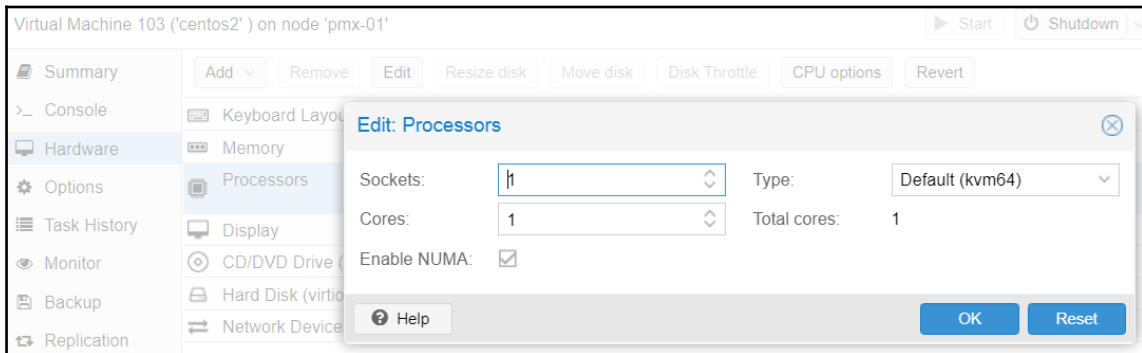 Virtual Machine 103 ('centos2' ) on node 'pmx-01'
Start
Shutdown
Summary
Add
Remove
Edit
Resize disk
Move disk
Disk Throttle
CPU options
Revert
Console
Keyboard Layou
Hardware
Memory
Options
Processors
Task History
Display
Monitor
CD/DVD Drive (
Backup
Hard Disk (virtio
Replication
Network Device
Edit: Processors
Sockets:
1
Type:
Default (kvm64)
Cores:
1
Total cores:
1
Enable NUMA:
Help
OK
Reset